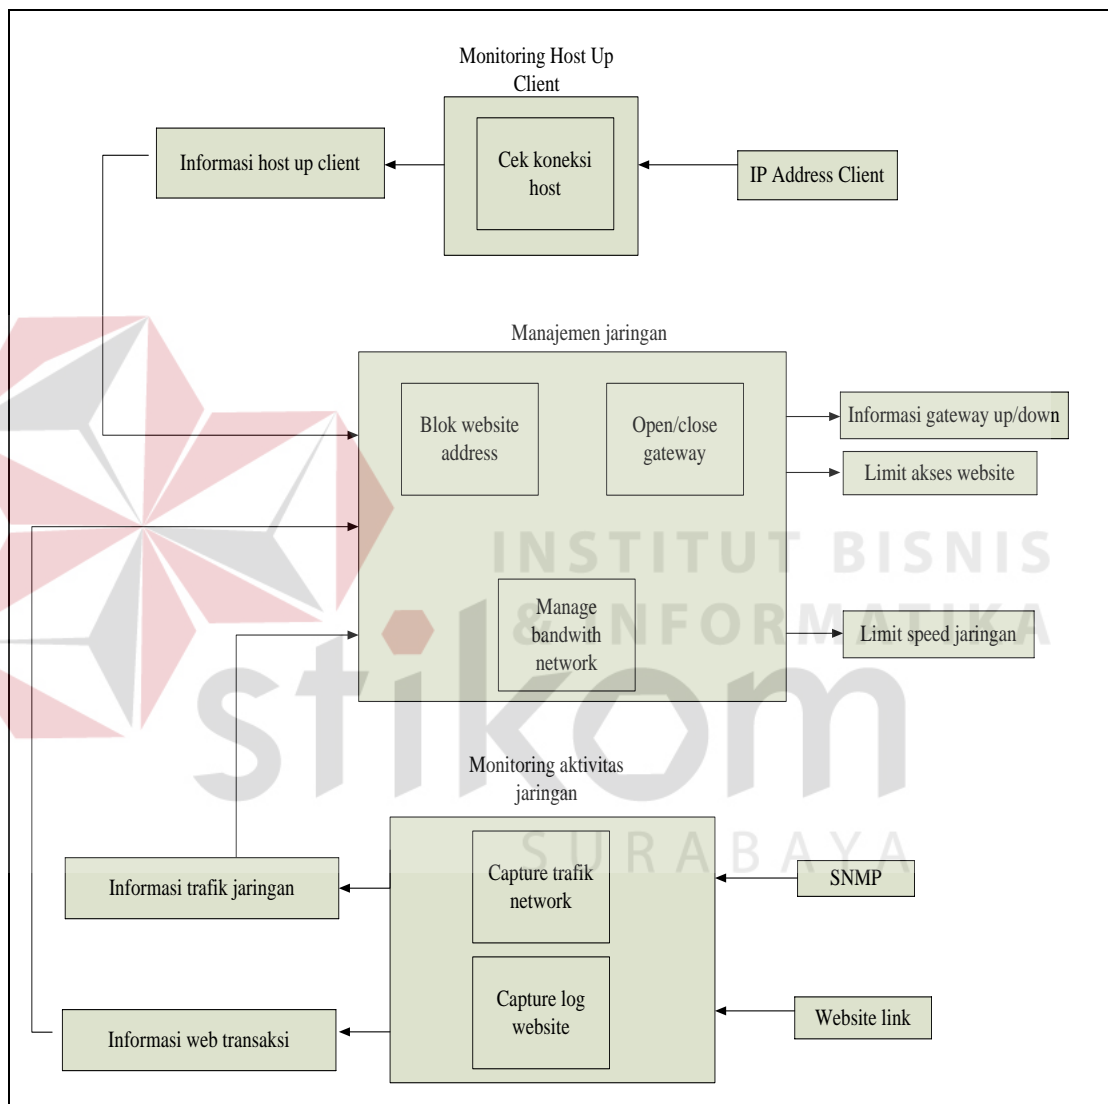 Monitoring Host Up
Client
Informasi host up client
Cek koneksi
host
IP Address Client
Manajemen jaringan
Blok website
address
Open/close
gateway
Informasi gateway up/down
Limit akses website
INSTITUT BISNIS
& INFORMATIKA
Manage
bandwith
network
Limit speed jaringan
stikom
SURABAYA
Monitoring aktivitas
jaringan
Informasi trafik jaringan
Capture trafik
network
SNMP
Capture log
website
Website link
Informasi web transaksi